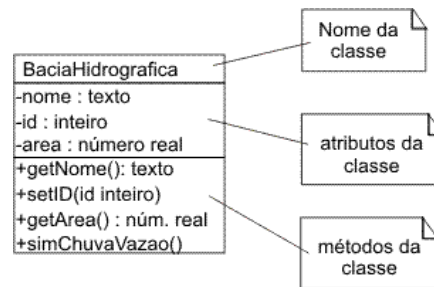 Nome da
classe
BaciaHidrografica
-nome : texto
-id : inteiro
-area : número real
atributos da
classe
+getNome(): texto
+setID(id inteiro)
+getArea() : núm. real
+simChuvaVazao()
métodos da
classe